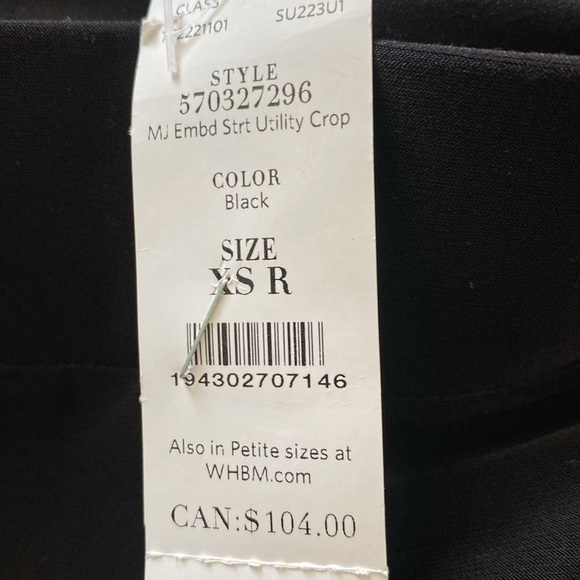 CLASS
SU223U1
STYLE
570327296
MJ Embd Strt Utility Crop
COLOR
Black
SIZE
XS R
194302707146
Also in Petite sizes at
WHBM.com
CAN:$104.00